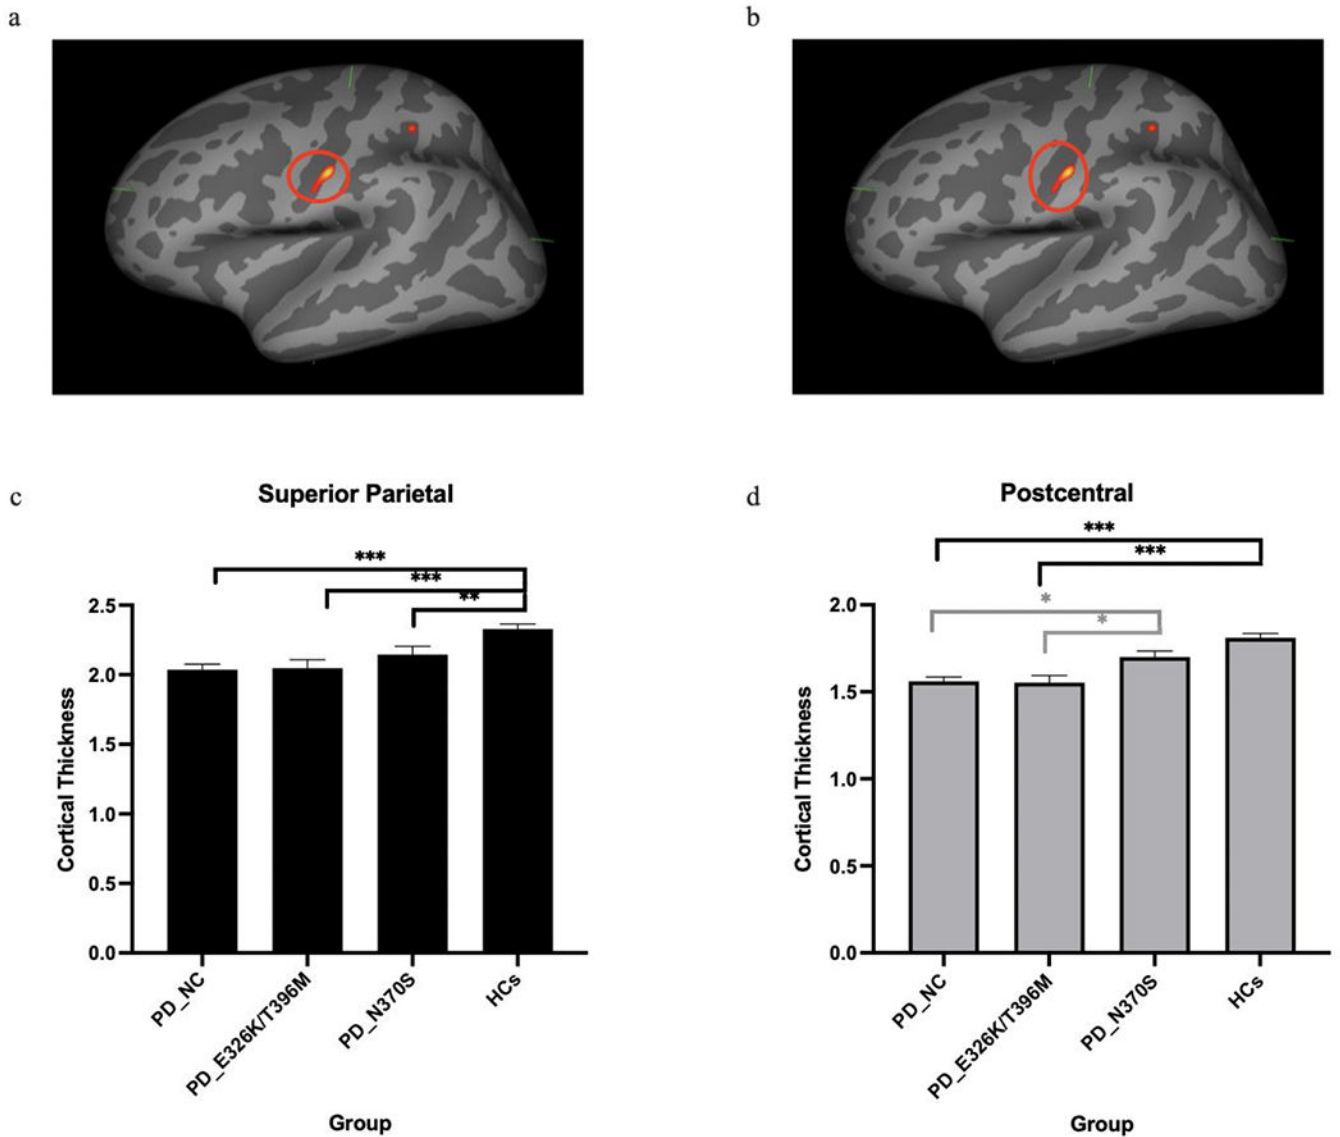 a
b
c
Superior Parietal
***
***
**
2.5
2.0
1.5
1.0
0.5
0.0
Cortical Thickness
PD_NC
PD_E326K/T396M
PD_N370S
HCs
Group
d
Postcentral
***
***
*
*
2.0
1.5
1.0
0.5
0.0
Cortical Thickness
PD_NC
PD_E326K/T396M
PD_N370S
HCs
Group